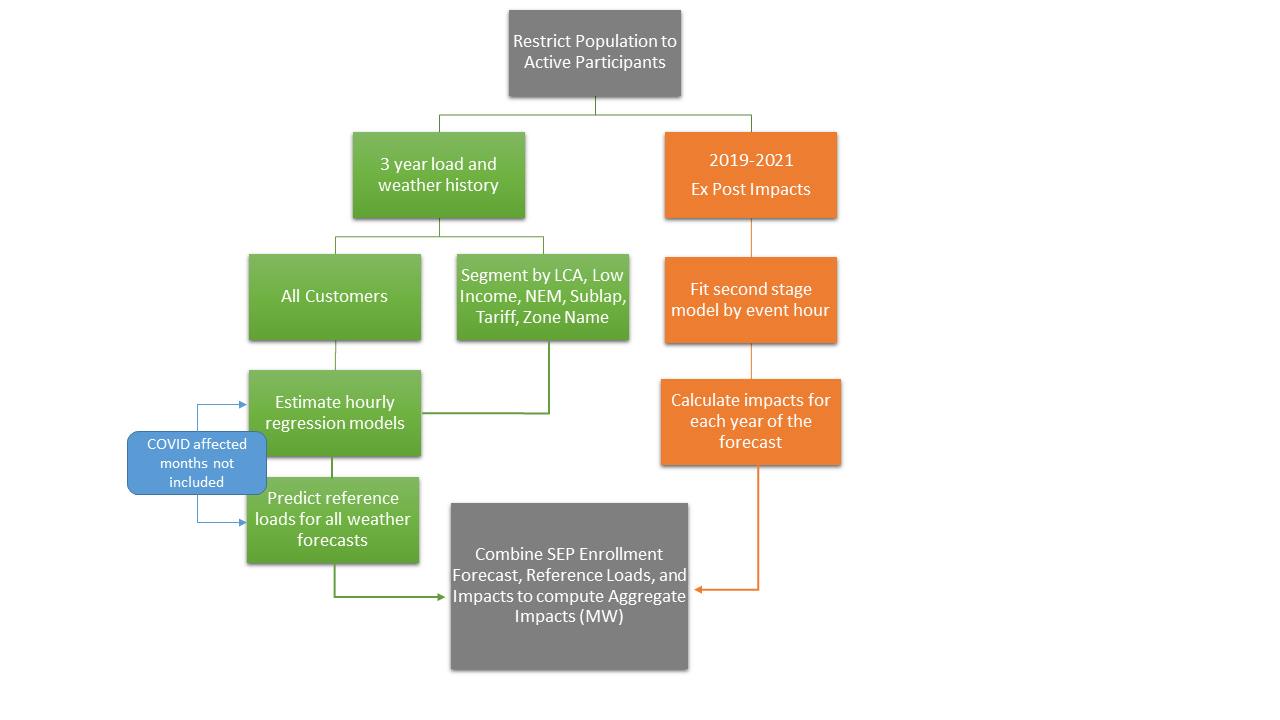 Restrict Population to
Active Participants
3 year load and
weather history
2019-2021
Ex Post Impacts
All Customers
Segment by LCA, Low
Income, NEM, Sublap,
Tariff, Zone Name
Fit second stage
model by event hour
Estimate hourly
regression models
Calculate impacts for
each year of the
forecast
COVID affected
months not
included
Predict reference
loads for all weather
forecasts
Combine SEP Enrollment
Forecast, Reference Loads, and
Impacts to compute Aggregate
Impacts (MW)